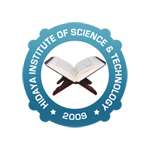 HIDAYA INSTITUTE OF SCIENCE & TECHNOLOGY
2009